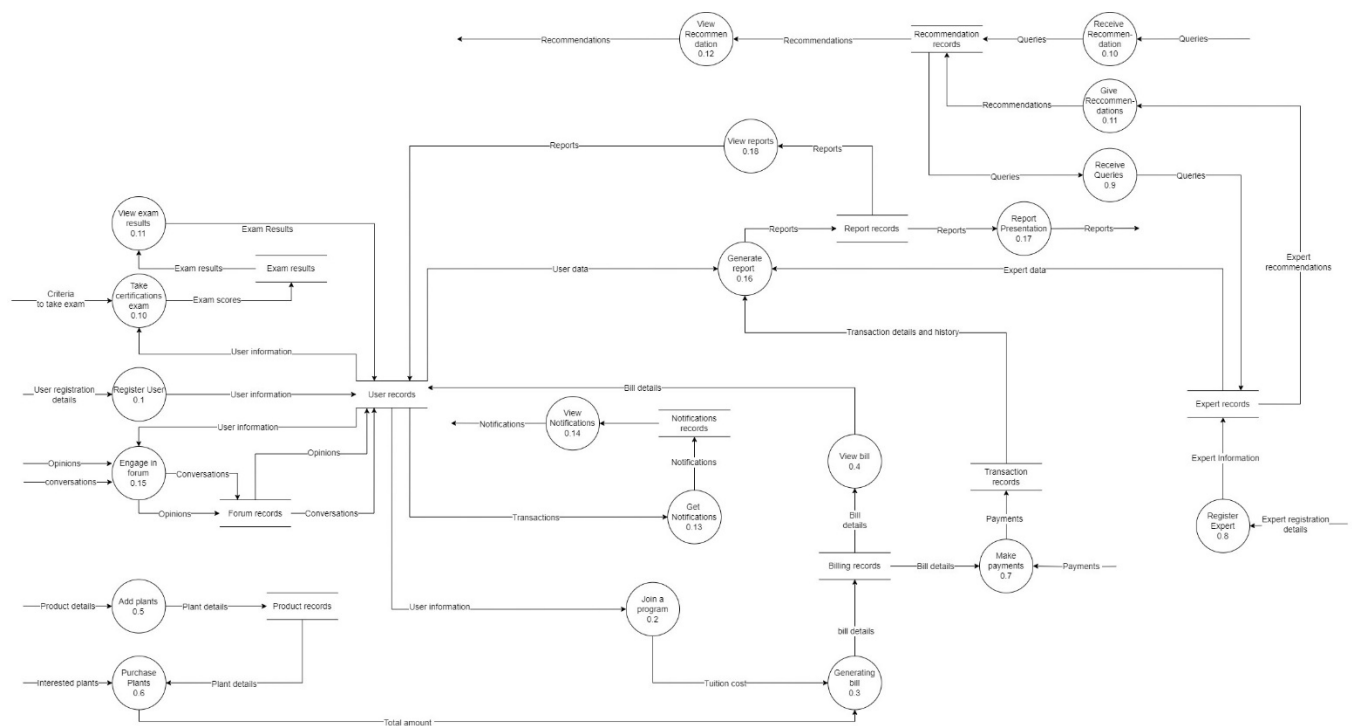 View
Recommen
dation
0.12
Recommendations
Recommendations
Recommendation
records
Queries
Receive
Recommen-
dation
0.10
Queries
Recommendations
Give
Reccommen-
dations
0.11
Reports
View reports
0.18
Reports
Queries
Receive
Queries
0.9
Queries
View exam
results
0.11
Exam Results
Reports
Report records
Reports
Report
Presentation
0.17
Reports
Exam results
Exam results
User data
Generate
report
0.16
Expert data
Expert
recommendations
Criteria
to take exam
Take
certifications
exam
0.10
Exam scores
Transaction details and history
User information
User registration
details
Register User
0.1
User information
User records
Bill details
Expert records
User information
Notifications
View
Notifications
0.14
Notifications
records
Opinions
conversations
Engage in
forum
0.15
Conversations
Opinions
Notifications
View bill
0.4
Transaction
records
Expert Information
Opinions
Forum records
Conversations
Transactions
Get
Notifications
0.13
Bill
details
Payments
Register
Expert
0.8
Expert registration
details
Billing records
Bill details
Make
payments
0.7
Payments
Product details
Add plants
0.5
Plant details
Product records
User information
Join a
program
0.2
bill details
Interested plants
Purchase
Plants
0.6
Plant details
Tuition cost
Generating
bill
0.3
Total amount